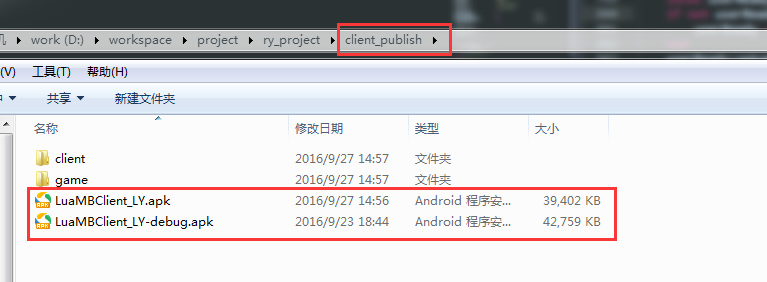 work (D:) workspace project ry_project client_publish
(V) 工具(T) 帮助(H)
共享 新建文件夹
名称 修改日期 类型 大小
client 2016/9/27 14:57 文件夹
game 2016/9/27 14:57 文件夹
LuaMBClient_LY.apk 2016/9/27 14:56 Android 程序安... 39,402 KB
LuaMBClient_LY-debug.apk 2016/9/23 18:44 Android 程序安... 42,759 KB